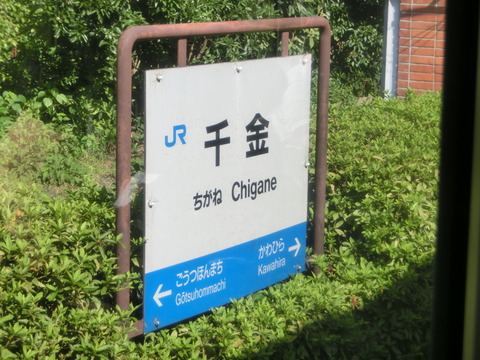 JR 千金
ちがね Chigane
ごうつほんまち
Gōtsuhommachi
かわひら
Kawahira